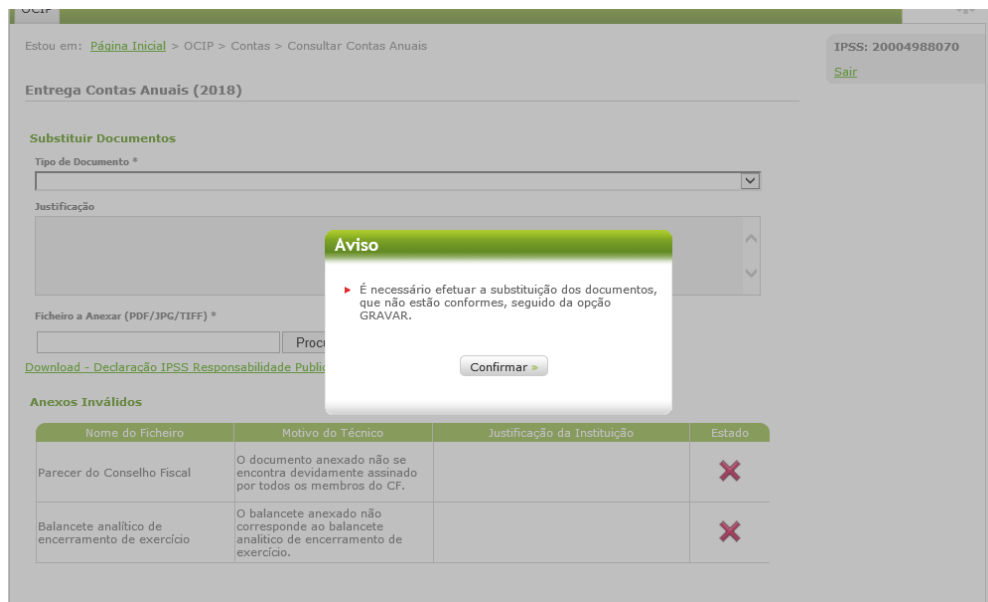 OCIP
Estou em: Página Inicial > OCIP > Contas > Consultar Contas Anuais
IPSS: 20004988070
Sair
Entrega Contas Anuais (2018)
Substituir Documentos
Tipo de Documento *
Justificação
Aviso
É necessário efetuar a substituição dos documentos,
que não estão conformes, seguido da opção
GRAVAR.
Confirmar »
Ficheiro a Anexar (PDF/JPG/TIFF) *
Download - Declaração IPSS Responsabilidade
Anexos Inválidos
Nome do Ficheiro Motivo do Técnico Justificação da Instituição Estado
Parecer do Conselho Fiscal
O documento anexado não se
encontra devidamente assinado
por todos os membros do CF.
Balancete analítico de
encerramento de exercício
O balancete anexado não
corresponde ao balancete
analitico de encerramento de
exercício.